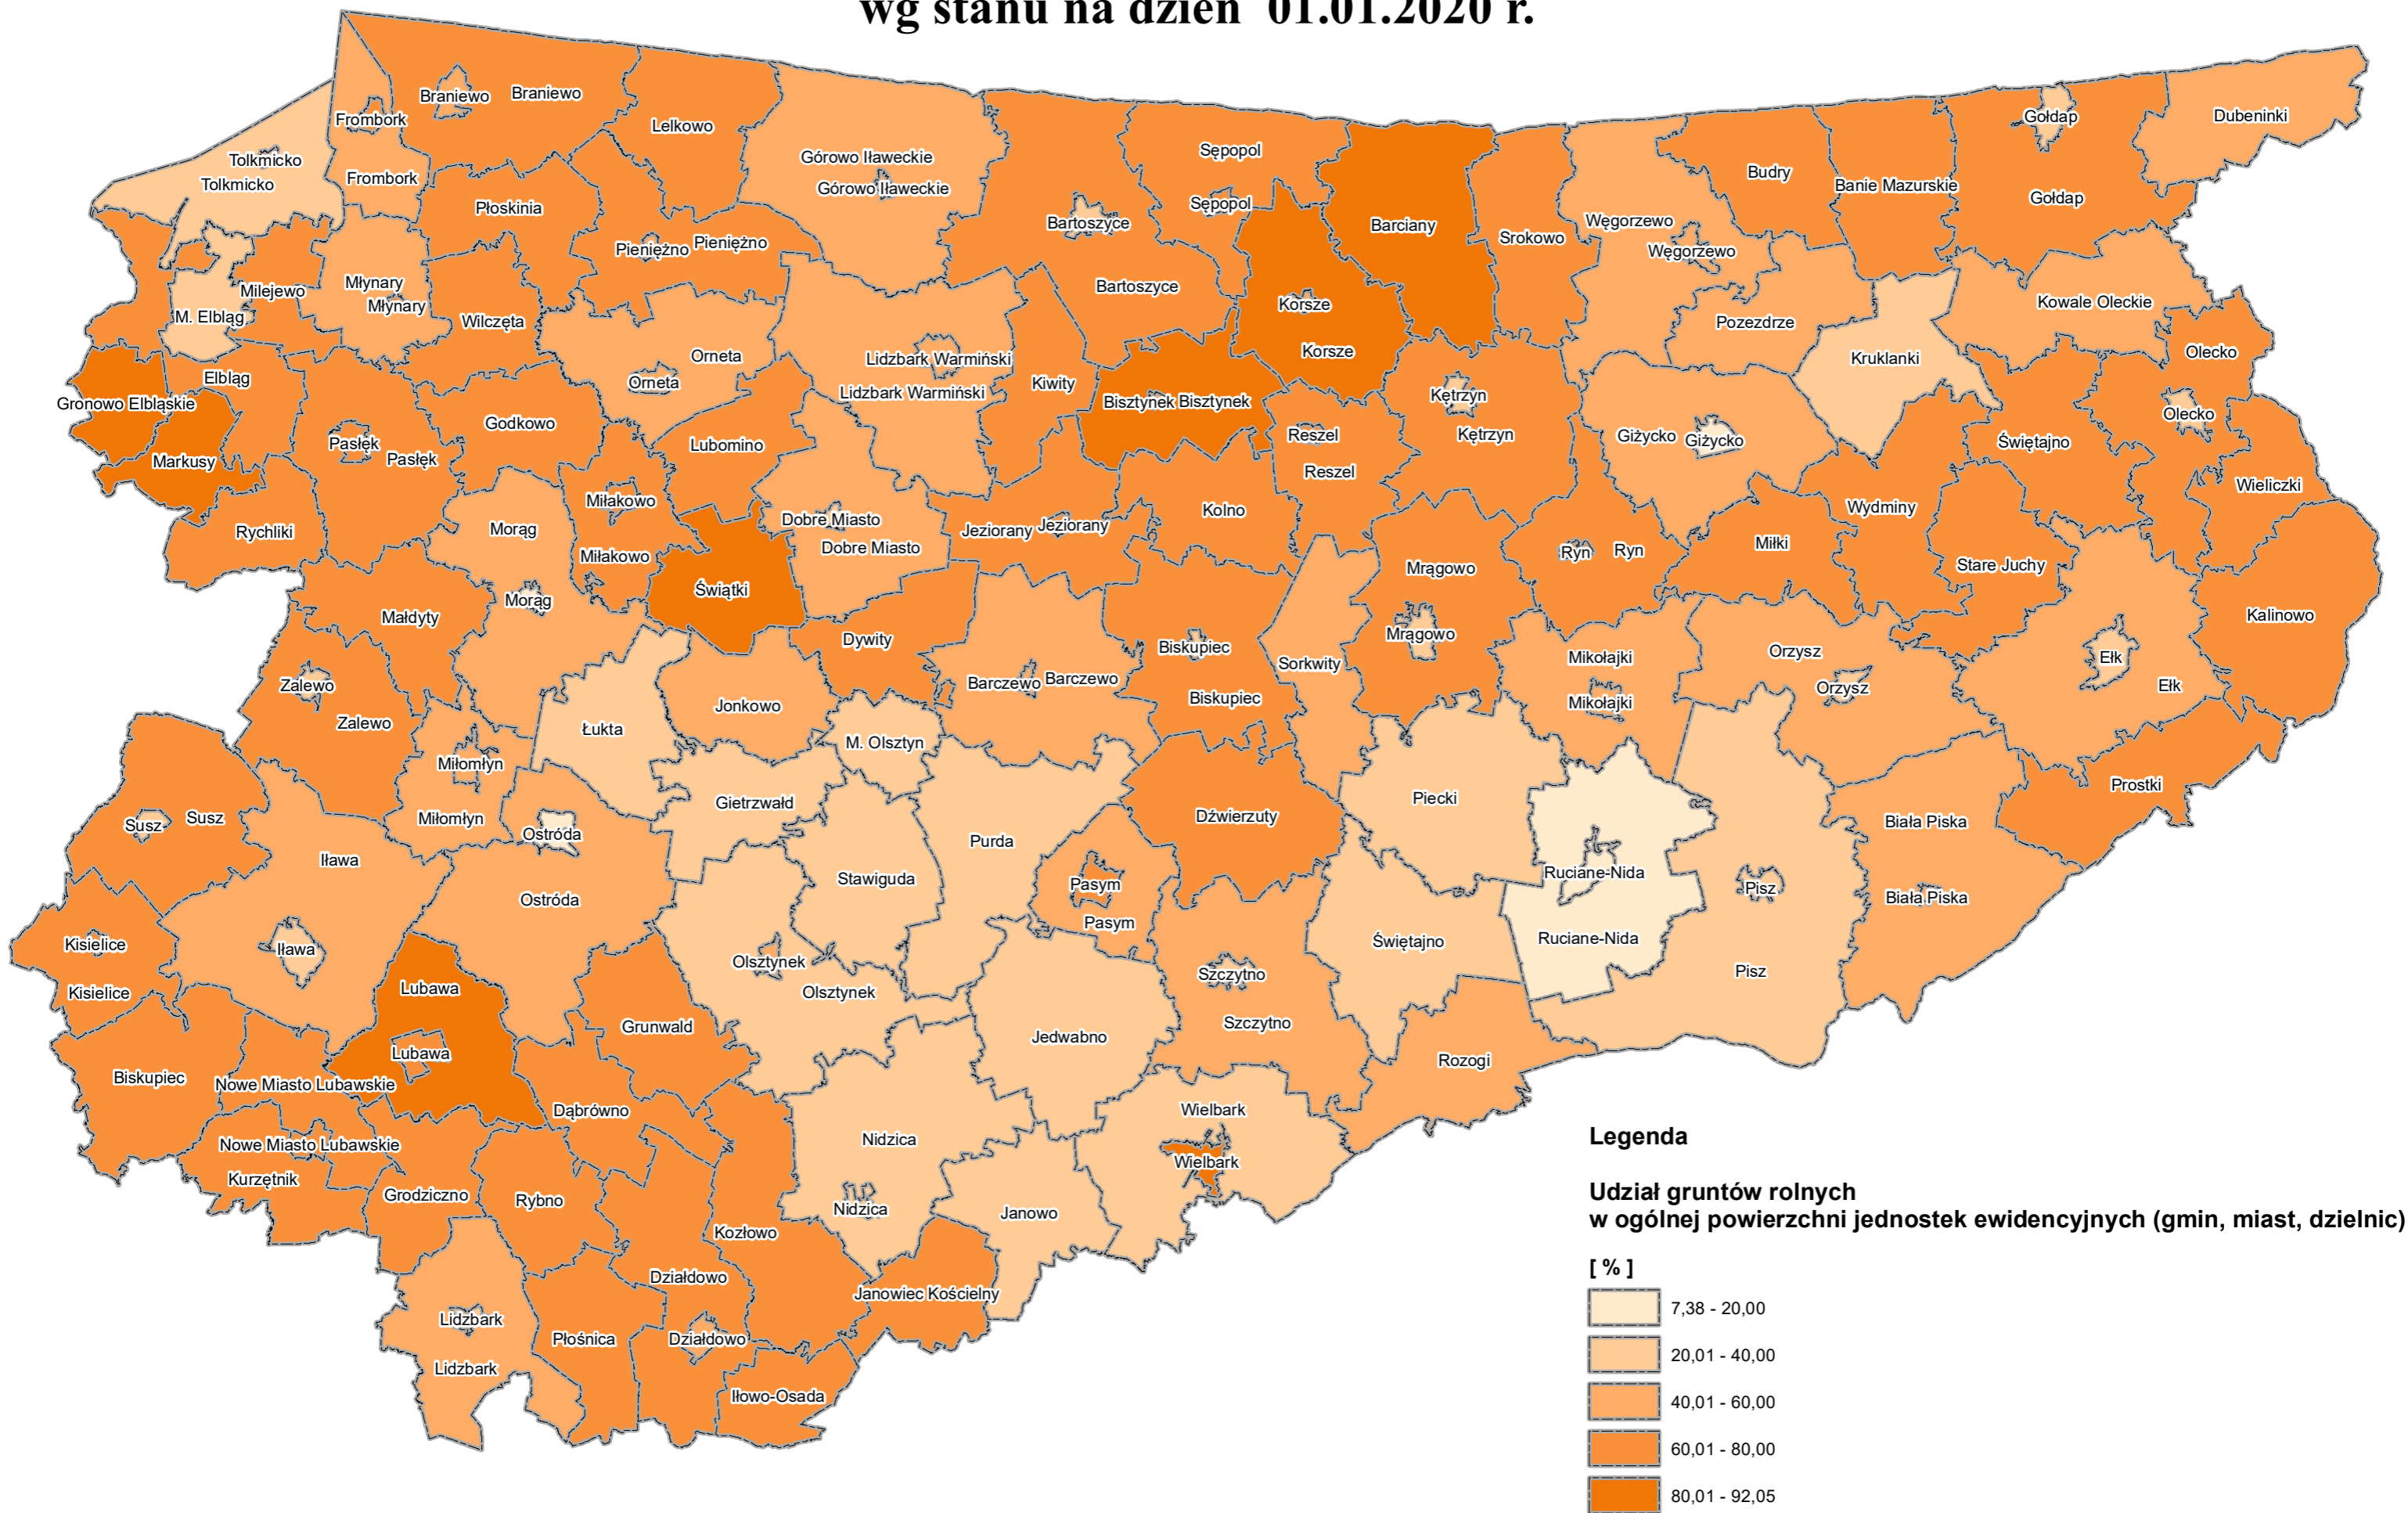 wg stanu na dzień 01.01.2020 r.
Braniewo
Braniewo
Frombork
Lelkowo
Gołdap
Dubeninki
Tolkmicko
Tolkmicko
Frombork
Górowo Iławeckie
Górowo Iławeckie
Sępopol
Sępopol
Budry
Banie Mazurskie
Gołdap
Płoskinia
Bartoszyce
Barciany
Srokowo
Węgorzewo
Węgorzewo
Pieniężno
Pieniężno
Młynary
Młynary
Milejewo
M. Elbląg
Wilczęta
Bartoszyce
Korsze
Korsze
Pozezdrze
Kowale Oleckie
Orneta
Orneta
Lidzbark Warmiński
Lidzbark Warmiński
Kiwity
Kruklanki
Olecko
Elbląg
Gronowo Elbląskie
Bisztynek
Bisztynek
Kętrzyn
Kętrzyn
Olecko
Godkowo
Pasłęk
Pasłęk
Lubomino
Reszel
Reszel
Giżycko
Giżycko
Świętajno
Markusy
Miłakowo
Miłakowo
Wieliczki
Rychliki
Morąg
Morąg
Dobre Miasto
Dobre Miasto
Jeziorany
Jeziorany
Kolno
Wydminy
Ryn
Ryn
Miłki
Stare Juchy
Świątki
Mrągowo
Mrągowo
Małdyty
Kalinowo
Dywity
Biskupiec
Biskupiec
Sorkwity
Mikołajki
Mikołajki
Orzysz
Orzysz
Ełk
Ełk
Zalewo
Zalewo
Barczewo
Barczewo
Jonkowo
Łukta
M. Olsztyn
Miłomłyn
Miłomłyn
Gietrzwałd
Piecki
Prostki
Susz
Susz
Ostróda
Ostróda
Dźwierzuty
Biała Piska
Biała Piska
Iława
Iława
Purda
Stawiguda
Ruciane-Nida
Ruciane-Nida
Pisz
Pisz
Pasym
Pasym
Kisielice
Kisielice
Świętajno
Olsztynek
Olsztynek
Szczytno
Szczytno
Lubawa
Lubawa
Grunwald
Jedwabno
Rozogi
Biskupiec
Nowe Miasto Lubawskie
Nowe Miasto Lubawskie
Dąbrówno
Wielbark
Wielbark
Nidzica
Nidzica
Kurzętnik
Grodziczno
Rybno
Janowo
Kozłowo
Działdowo
Działdowo
Janowiec Kościelny
Lidzbark
Lidzbark
Płośnica
Iłowo-Osada
Legenda
Udział gruntów rolnych
w ogólnej powierzchni jednostek ewidencyjnych (gmin, miast, dzielnic)
[ % ]
7,38 - 20,00
20,01 - 40,00
40,01 - 60,00
60,01 - 80,00
80,01 - 92,05